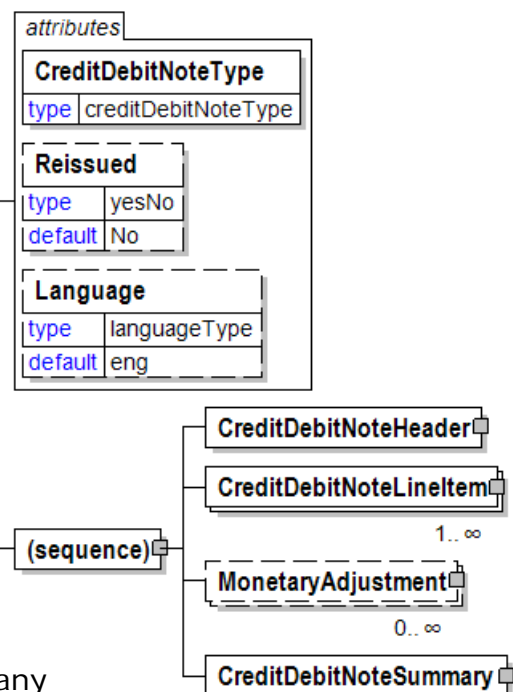 attributes
CreditDebitNoteType
type creditDebitNoteType
Reissued
type yesNo
default No
Language
type languageType
default eng
CreditDebitNoteHeader
CreditDebitNoteLineItem
1.. ∞
(sequence)
MonetaryAdjustment
0.. ∞
any
CreditDebitNoteSummary